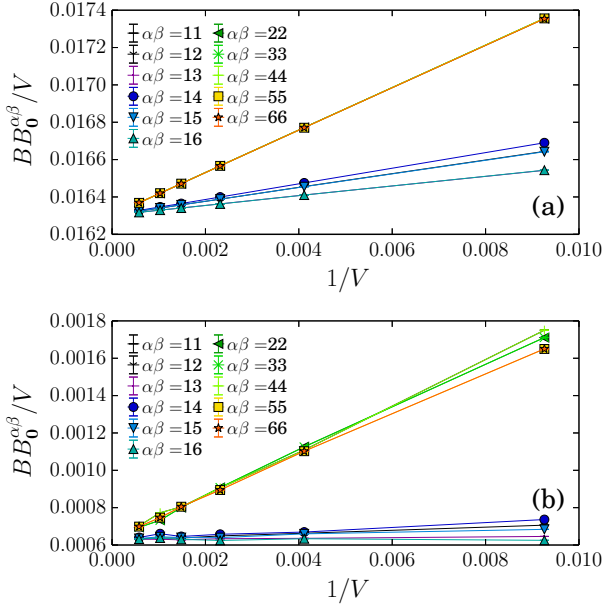 0.0174
0.0172
0.0170
0.0168
0.0166
0.0164
0.0162
BB_0^{αβ}/V
αβ = 11
αβ = 12
αβ = 13
αβ = 14
αβ = 15
αβ = 16
αβ = 22
αβ = 33
αβ = 44
αβ = 55
αβ = 66
(a)
0.000 0.002 0.004 0.006 0.008 0.010
1/V
0.0018
0.0016
0.0014
0.0012
0.0010
0.0008
0.0006
BB_0^{αβ}/V
αβ = 11
αβ = 12
αβ = 13
αβ = 14
αβ = 15
αβ = 16
αβ = 22
αβ = 33
αβ = 44
αβ = 55
αβ = 66
(b)
0.000 0.002 0.004 0.006 0.008 0.010
1/V